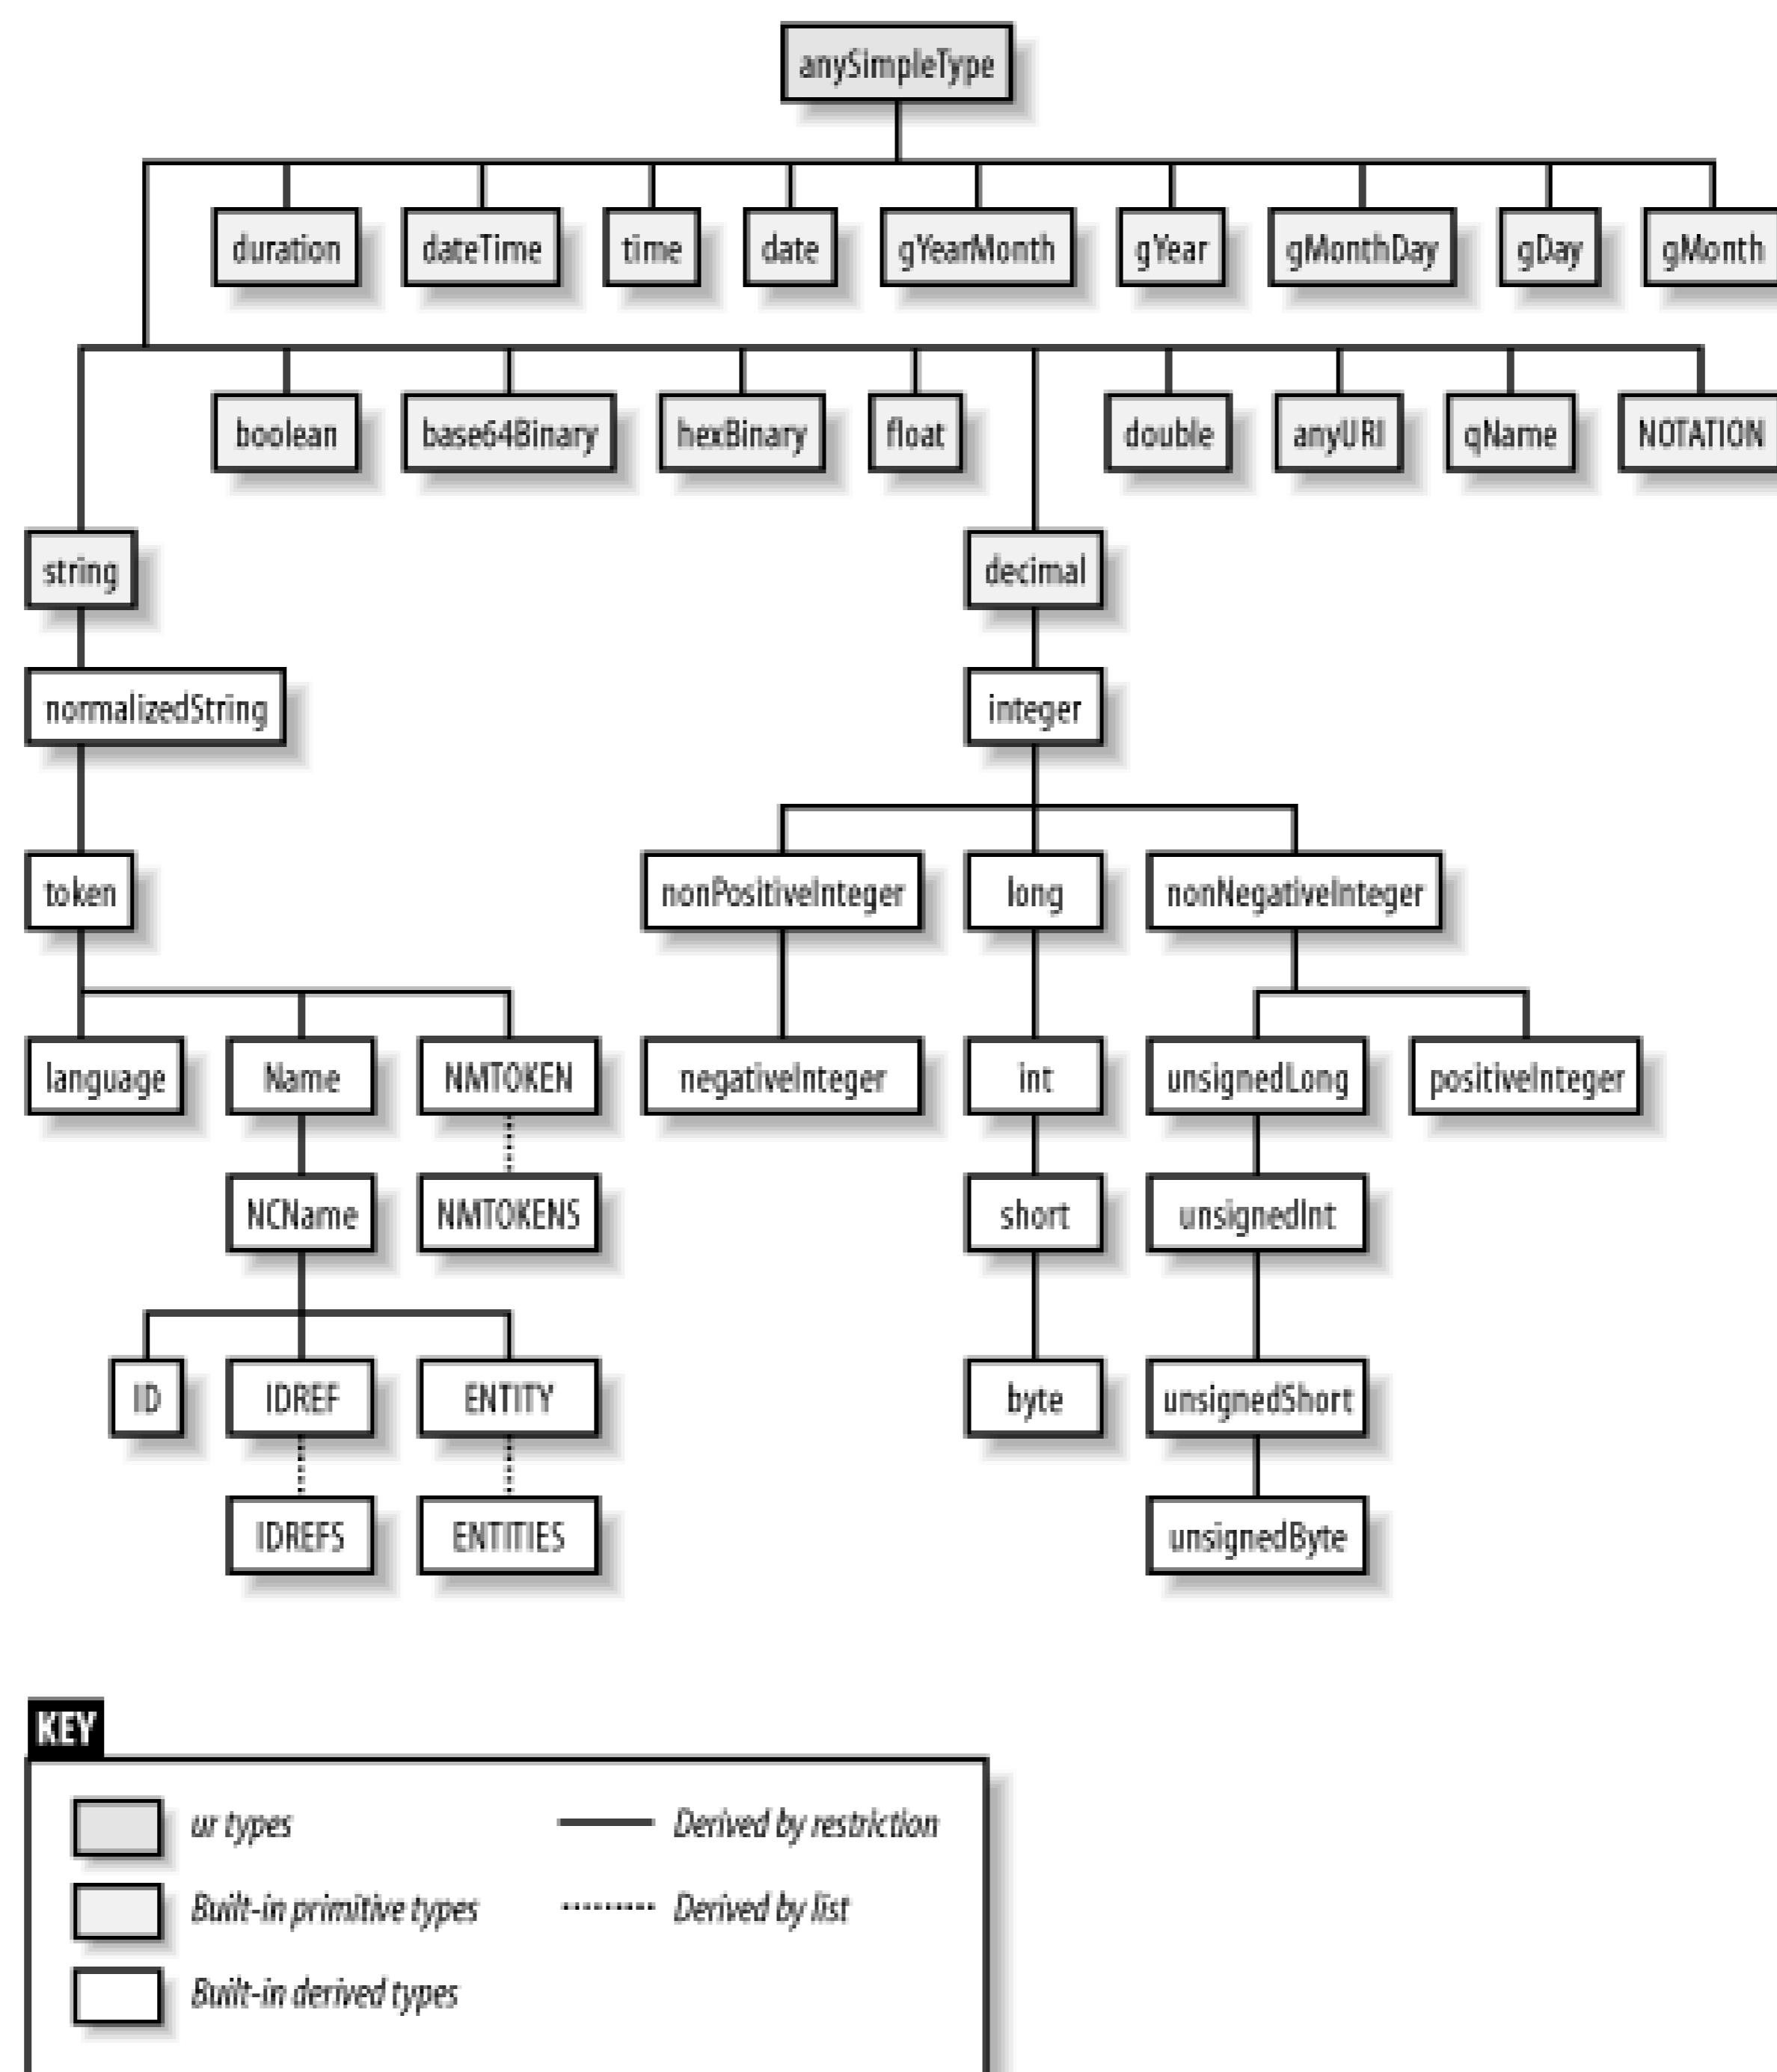 anySimpleType
duration dateTime time date gYearMonth gYear gMonthDay gDay gMonth
boolean base64Binary hexBinary float double anyURI qName NOTATION
string decimal
normalizedString integer
token nonPositiveInteger long nonNegativeInteger
language Name NMTOKEN negativeInteger int unsignedLong positiveInteger
NCName NMTOKENS short unsignedInt
ID IDREF ENTITY byte unsignedShort
IDREFS ENTITIES unsignedByte
KEY
ur types Derived by restriction
Built-in primitive types Derived by list
Built-in derived types